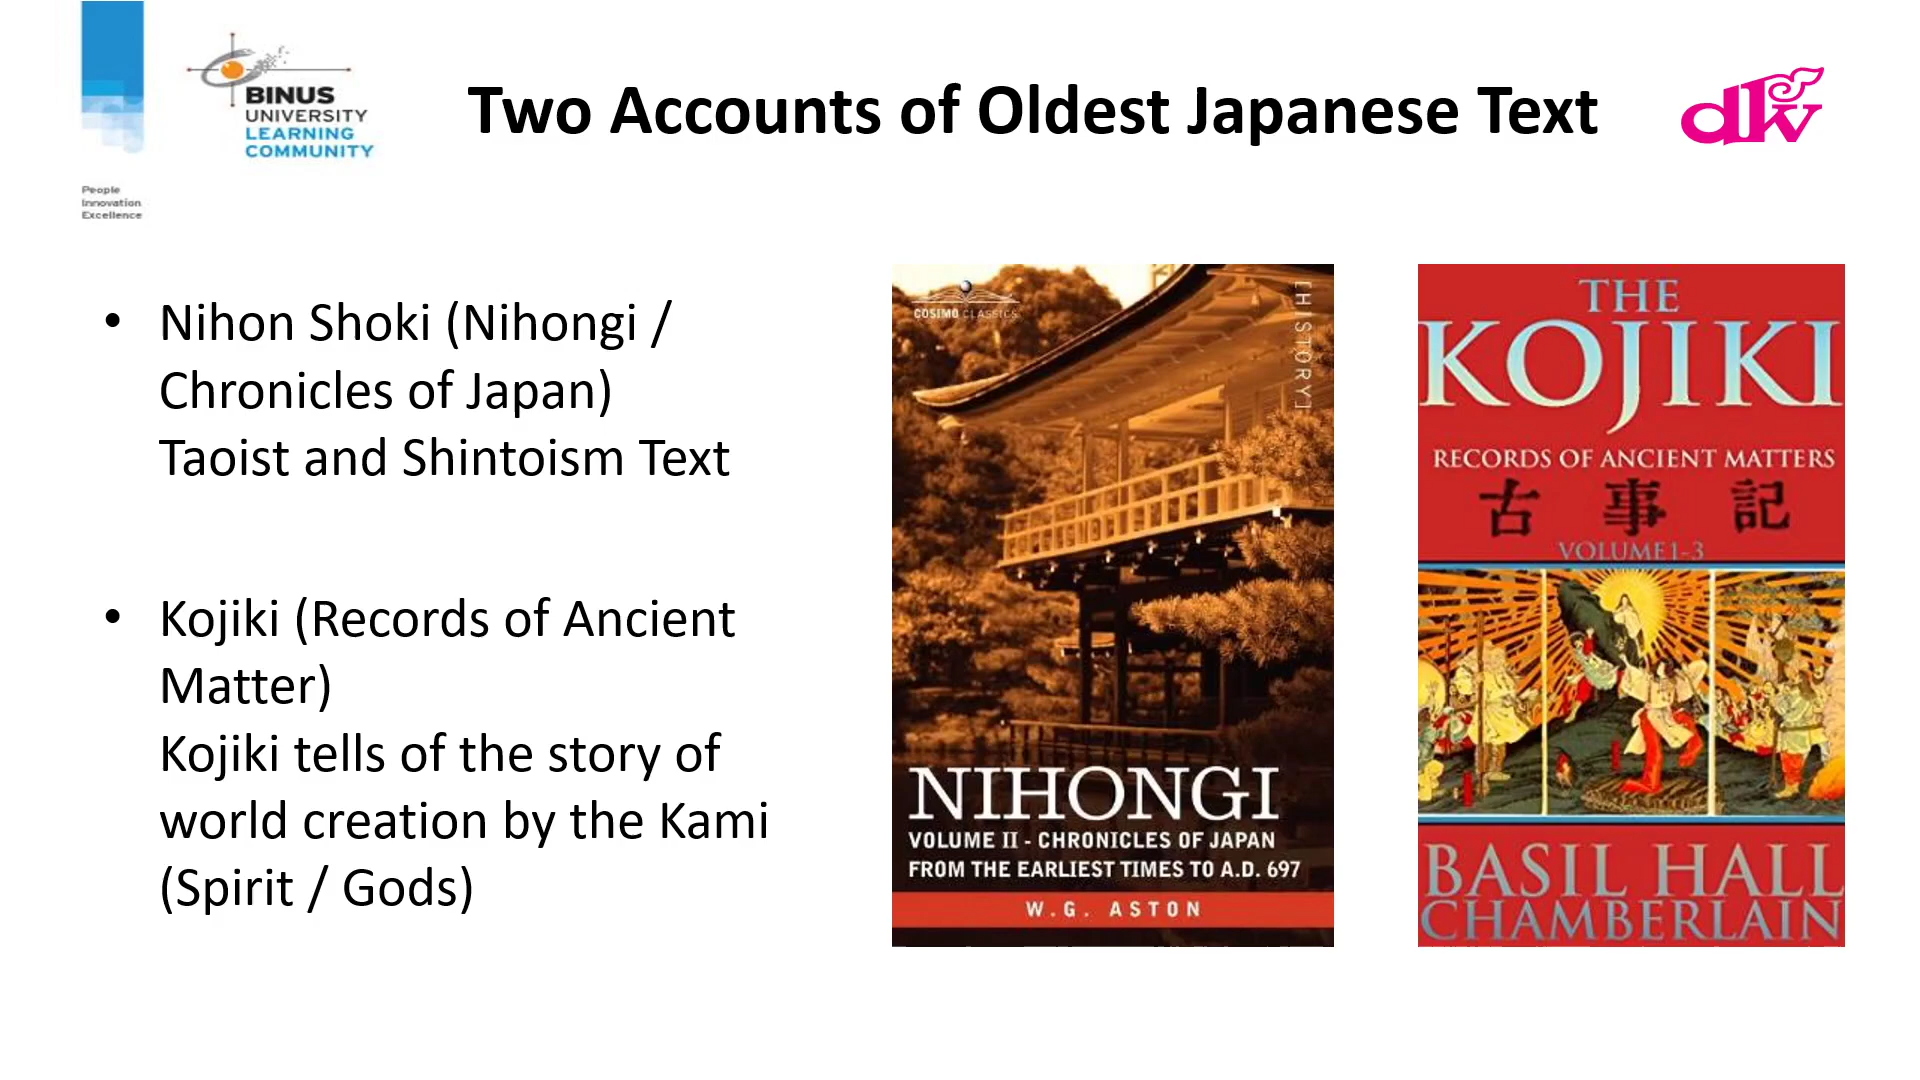 BINUS
UNIVERSITY
LEARNING
COMMUNITY
People
Innovation
Excellence
Two Accounts of Oldest Japanese Text
dkv
• Nihon Shoki (Nihongi /
Chronicles of Japan)
Taoist and Shintoism Text
• Kojiki (Records of Ancient
Matter)
Kojiki tells of the story of
world creation by the Kami
(Spirit / Gods)
COSIMO CLASSICS
[HISTORY]
NIHONGI
VOLUME II - CHRONICLES OF JAPAN
FROM THE EARLIEST TIMES TO A.D. 697
W.G. ASTON
THE
KOJIKI
RECORDS OF ANCIENT MATTERS
古事記
VOLUME 1-3
BASIL HALL
CHAMBERLAIN